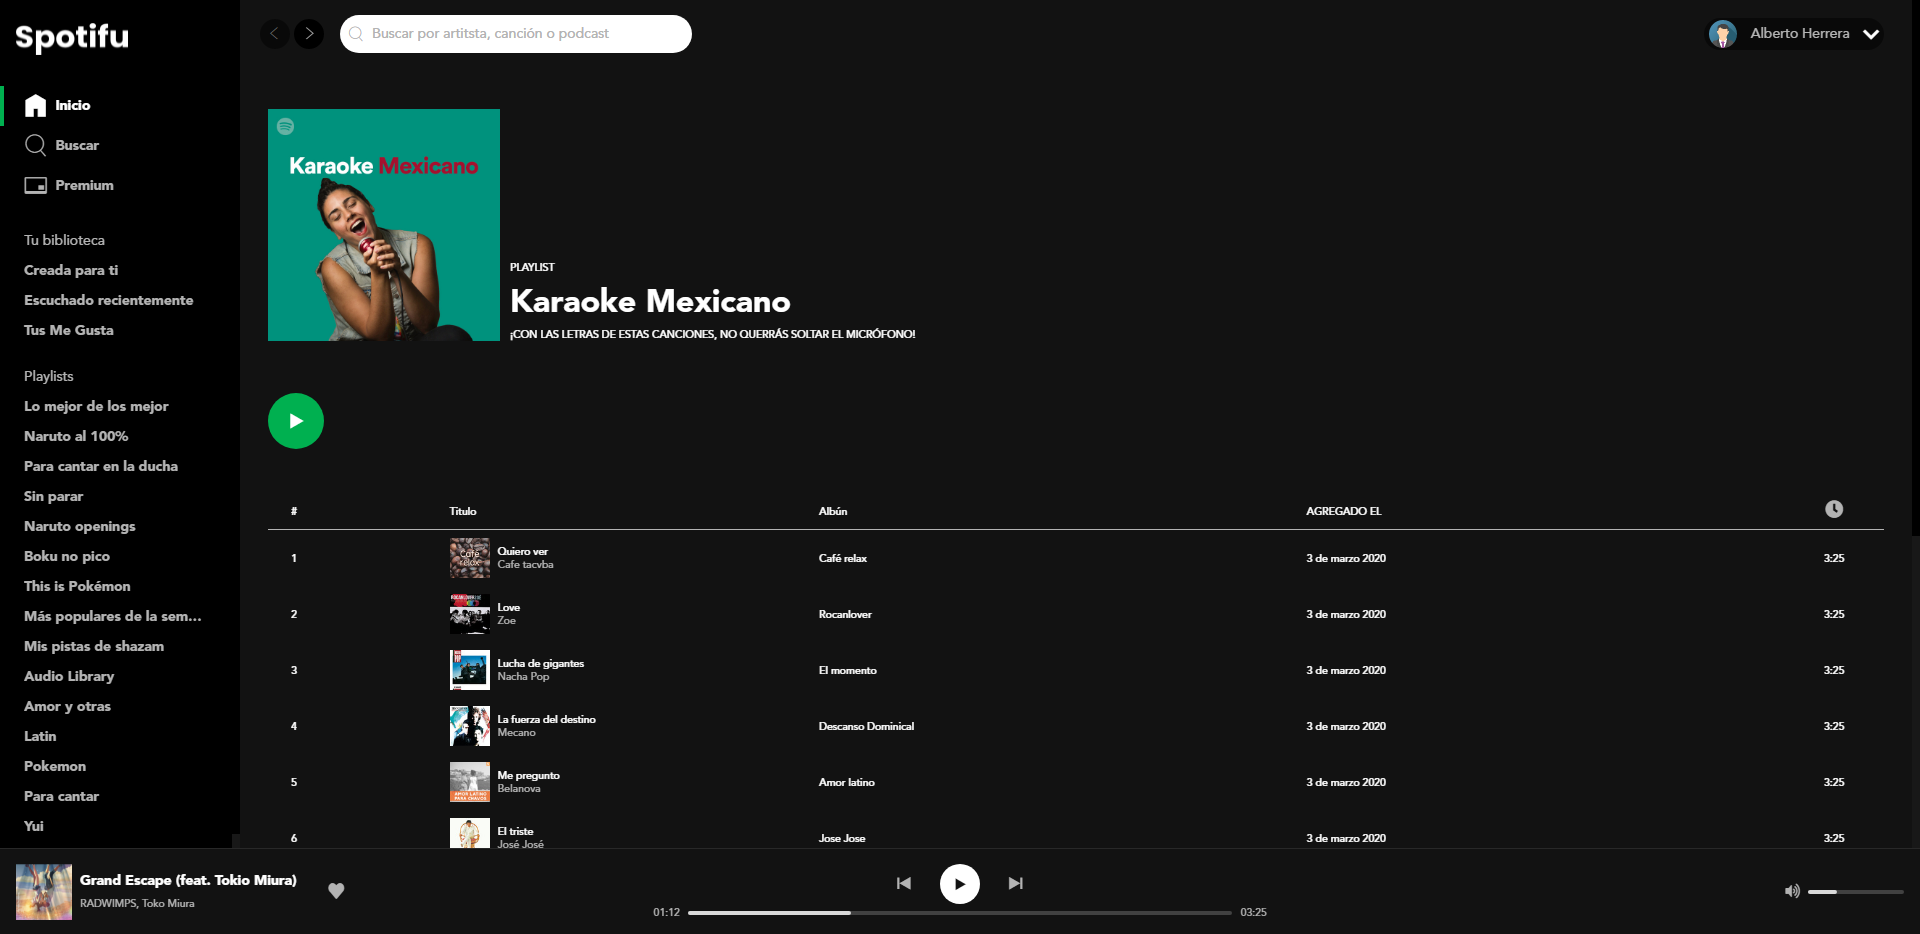 Spotifu
Inicio
Buscar
Premium
Tu biblioteca
Creada para ti
Escuchado recientemente
Tus Me Gusta
Playlists
Lo mejor de los mejor
Naruto al 100%
Para cantar en la ducha
Sin parar
Naruto openings
Boku no pico
This is Pokémon
Más populares de la sem...
Mis pistas de shazam
Audio Library
Amor y otras
Latin
Pokemon
Para cantar
Yui
Buscar por artitsta, canción o podcast
Alberto Herrera
Karaoke Mexicano
PLAYLIST
Karaoke Mexicano
¡CON LAS LETRAS DE ESTAS CANCIONES, NO QUERRÁS SOLTAR EL MICRÓFONO!
# Titulo Albún AGREGADO EL
1 Quiero ver Café relax 3 de marzo 2020 3:25
Cafe tacvba
Café
relax
2 Love Rocanlover 3 de marzo 2020 3:25
Zoe
3 Lucha de gigantes El momento 3 de marzo 2020 3:25
Nacha Pop
4 La fuerza del destino Descanso Dominical 3 de marzo 2020 3:25
Mecano
5 Me pregunto Amor latino 3 de marzo 2020 3:25
Belanova
AMOR LATINO
PARA CHAVOS
6 El triste Jose Jose 3 de marzo 2020 3:25
José José
Grand Escape (feat. Tokio Miura)
RADWIMPS, Toko Miura
01:12 03:25